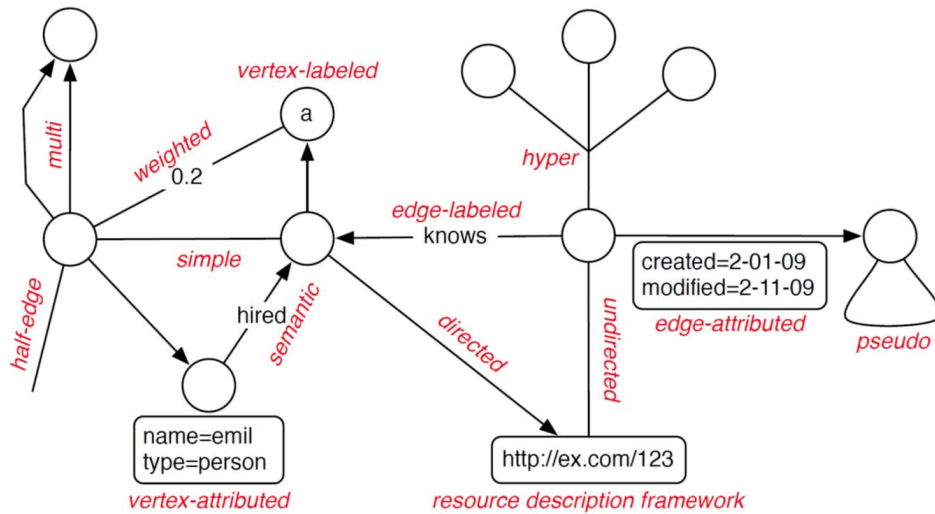 vertex-labeled
a
multi
weighted
0.2
hyper
edge-labeled
knows
simple
created=2-01-09
modified=2-11-09
edge-attributed
pseudo
half-edge
hired
semantic
directed
undirected
name=emil
type=person
vertex-attributed
http://ex.com/123
resource description framework